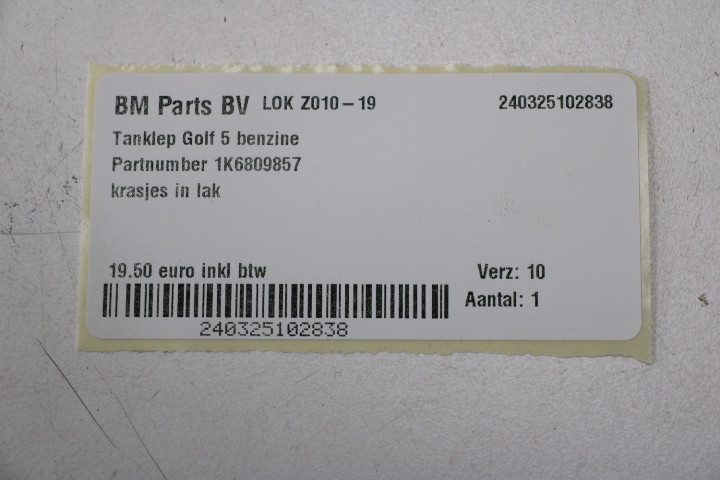 BM Parts BV LOK Z010-19 240325102838
Tanklep Golf 5 benzine
Partnumber 1K6809857
krasjes in lak
19.50 euro inkl btw Verz: 10
Aantal: 1
240325102838